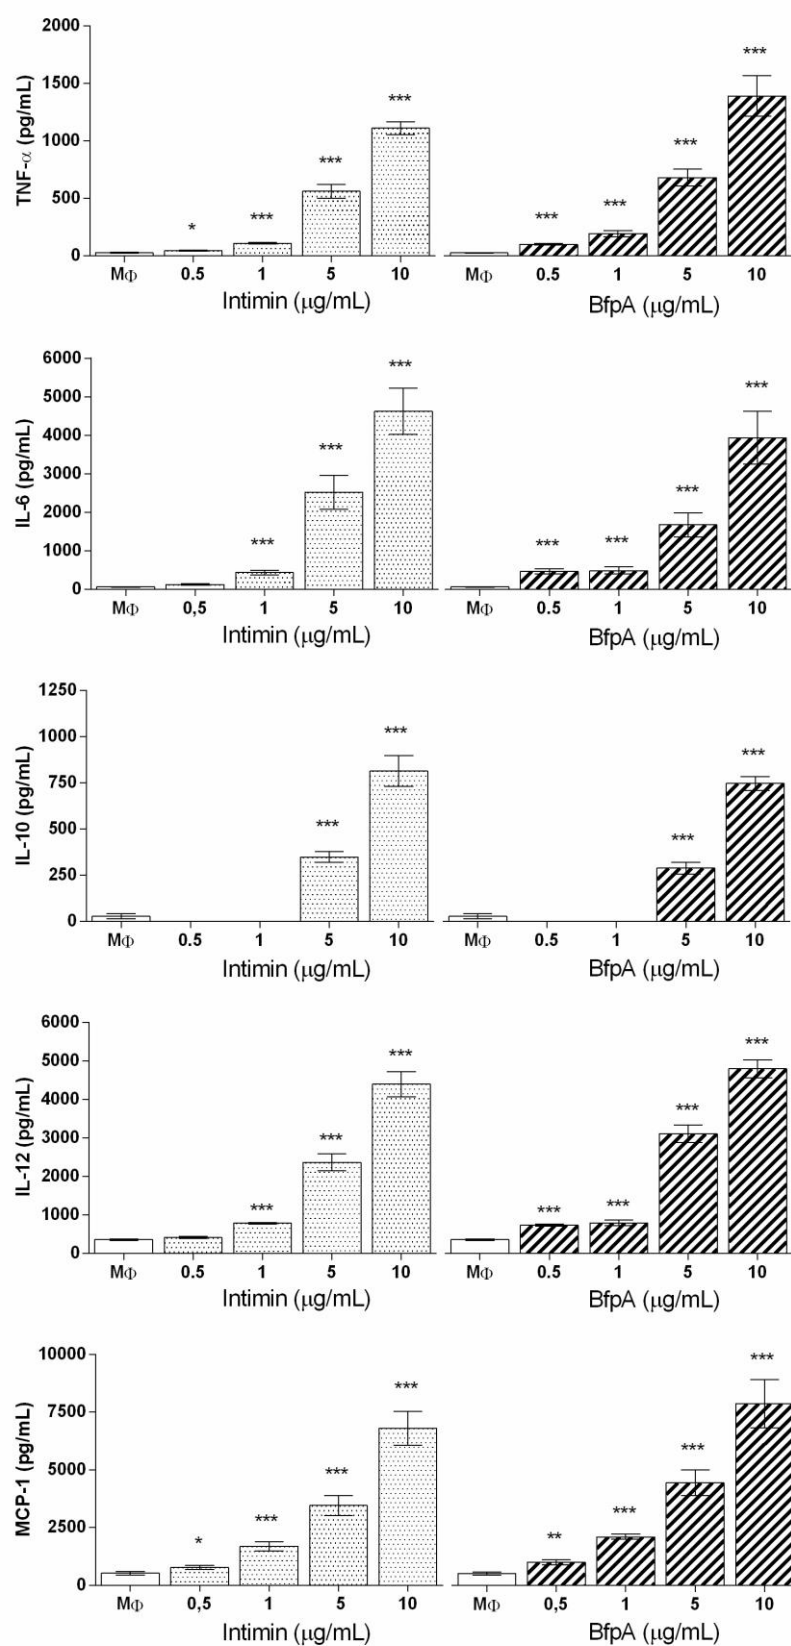 TNF-α (pg/mL)
2000
1500
1000
500
0
* *** *** ***
*** *** *** ***
MΦ 0.5 1 5 10
MΦ 0.5 1 5 10
Intimin (μg/mL)
BfpA (μg/mL)
IL-6 (pg/mL)
6000
5000
4000
3000
2000
1000
0
*** *** ***
*** *** *** ***
MΦ 0,5 1 5 10
MΦ 0.5 1 5 10
Intimin (μg/mL)
BfpA (μg/mL)
IL-10 (pg/mL)
1250
1000
750
500
250
0
*** ***
*** ***
MΦ 0.5 1 5 10
MΦ 0.5 1 5 10
Intimin (μg/mL)
BfpA (μg/mL)
IL-12 (pg/mL)
6000
5000
4000
3000
2000
1000
0
*** *** ***
*** *** *** ***
MΦ 0.5 1 5 10
MΦ 0.5 1 5 10
Intimin (μg/mL)
BfpA (μg/mL)
MCP-1 (pg/mL)
10000
7500
5000
2500
0
* *** *** ***
** *** *** ***
MΦ 0,5 1 5 10
MΦ 0,5 1 5 10
Intimin (μg/mL)
BfpA (μg/mL)